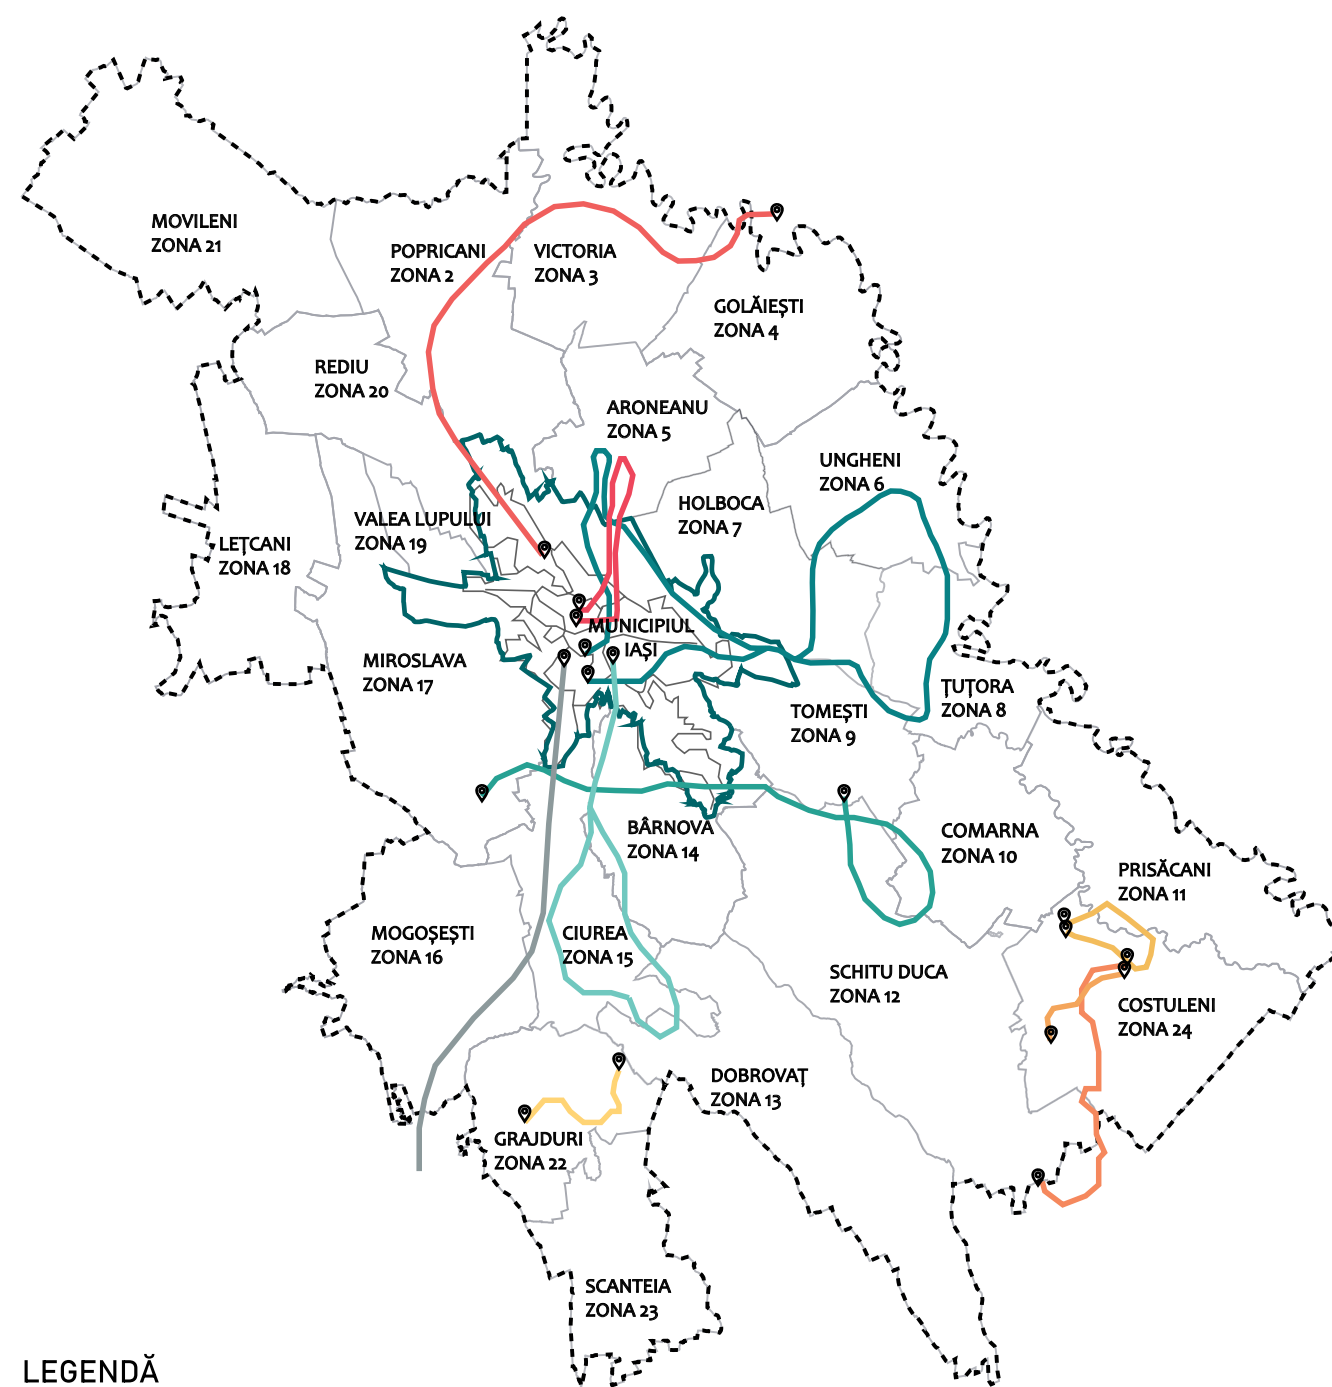 MOVILENI
ZONA 21
POPRICANI
ZONA 2
VICTORIA
ZONA 3
GOLĂIEȘTI
ZONA 4
REDIU
ZONA 20
ARONEANU
ZONA 5
UNGHENI
ZONA 6
HOLBOCA
ZONA 7
VALEA LUPULUI
ZONA 19
LEȚCANI
ZONA 18
MUNICIPIUL
IAȘI
MIROSLAVA
ZONA 17
ȚUȚORA
ZONA 8
TOMEȘTI
ZONA 9
BÂRNOVA
ZONA 14
COMARNA
ZONA 10
PRISĂCANI
ZONA 11
MOGOȘEȘTI
ZONA 16
CIUREA
ZONA 15
SCHITU DUCA
ZONA 12
COSTULENI
ZONA 24
DOBROVAȚ
ZONA 13
GRAJDURI
ZONA 22
SCANTEIA
ZONA 23
LEGENDĂ